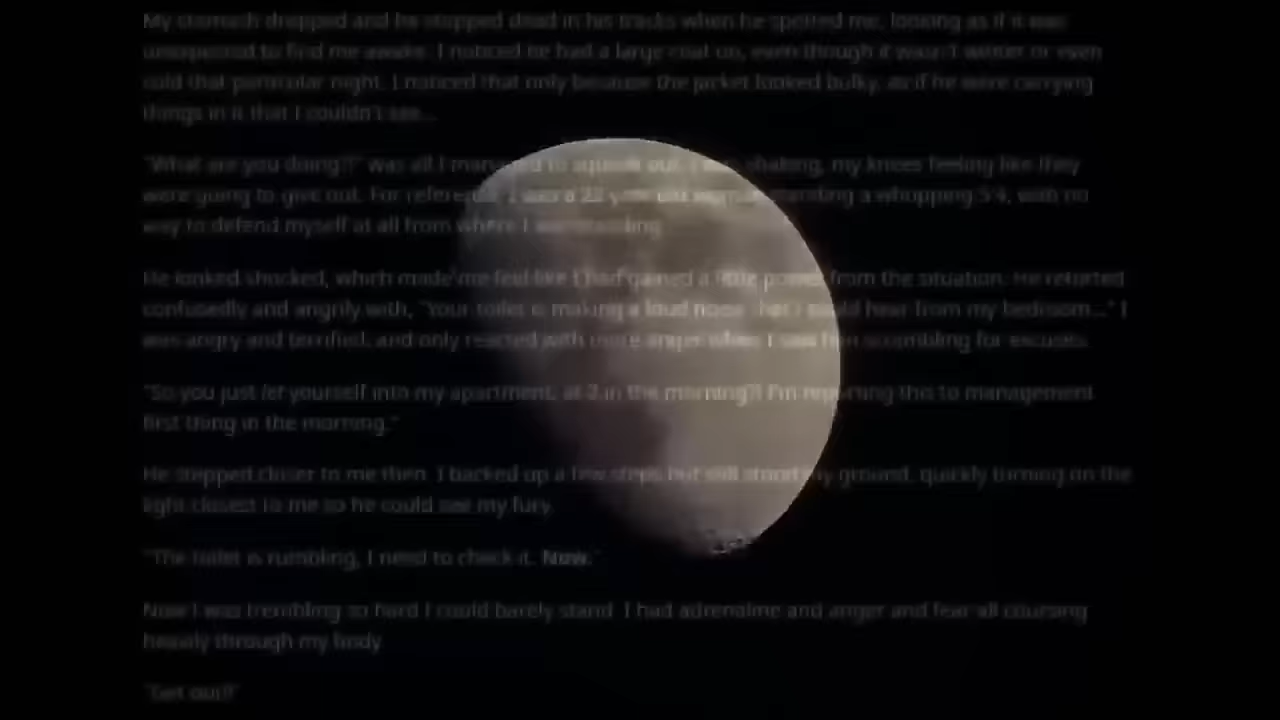 My stomach dropped and he stopped dead in his tracks when he spotted me, looking as if it was
unexpected to find me awake. I noticed he had a large coat on, even though it wasn't winter or even
cold that particular night. I noticed that only because the jacket looked bulky, as if he were carrying
things in it that I couldn't see...
"What are you doing?!" was all I managed to squeak out. I was shaking, my knees feeling like they
were going to give out. For reference, I was a 22 year old woman standing a whopping 5'4, with no
way to defend myself at all from where I was standing.
He looked shocked, which made me feel like I had gained a little power from the situation. He retorted
confusedly and angrily with, "Your toilet is making a loud noise that I could hear from my bedroom..." I
was angry and terrified, and only reacted with more anger when I saw him scrambling for excuses.
"So you just let yourself into my apartment, at 2 in the morning?! I'm reporting this to management
first thing in the morning."
He stepped closer to me then. I backed up a few steps but still stood my ground, quickly turning on the
light closest to me so he could see my fury.
"The toilet is rumbling, I need to check it. Now."
Now I was trembling so hard I could barely stand. I had adrenaline and anger and fear all coursing
heavily through my body.
"Get out!!"